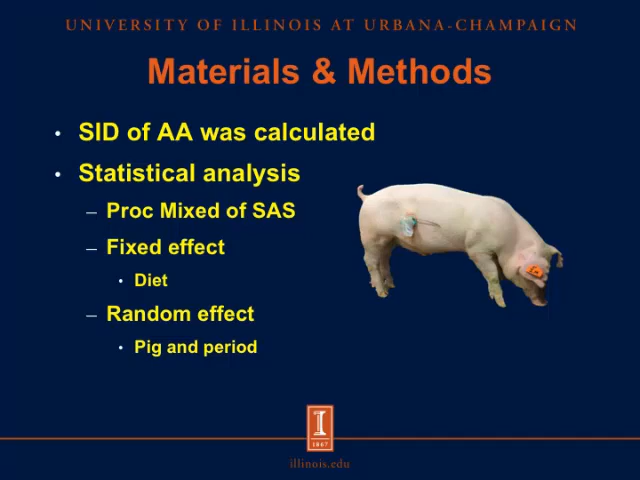 UNIVERSITY OF ILLINOIS AT URBANA-CHAMPAIGN
Materials & Methods
• SID of AA was calculated
• Statistical analysis
– Proc Mixed of SAS
– Fixed effect
• Diet
– Random effect
• Pig and period
I
1867
illinois.edu